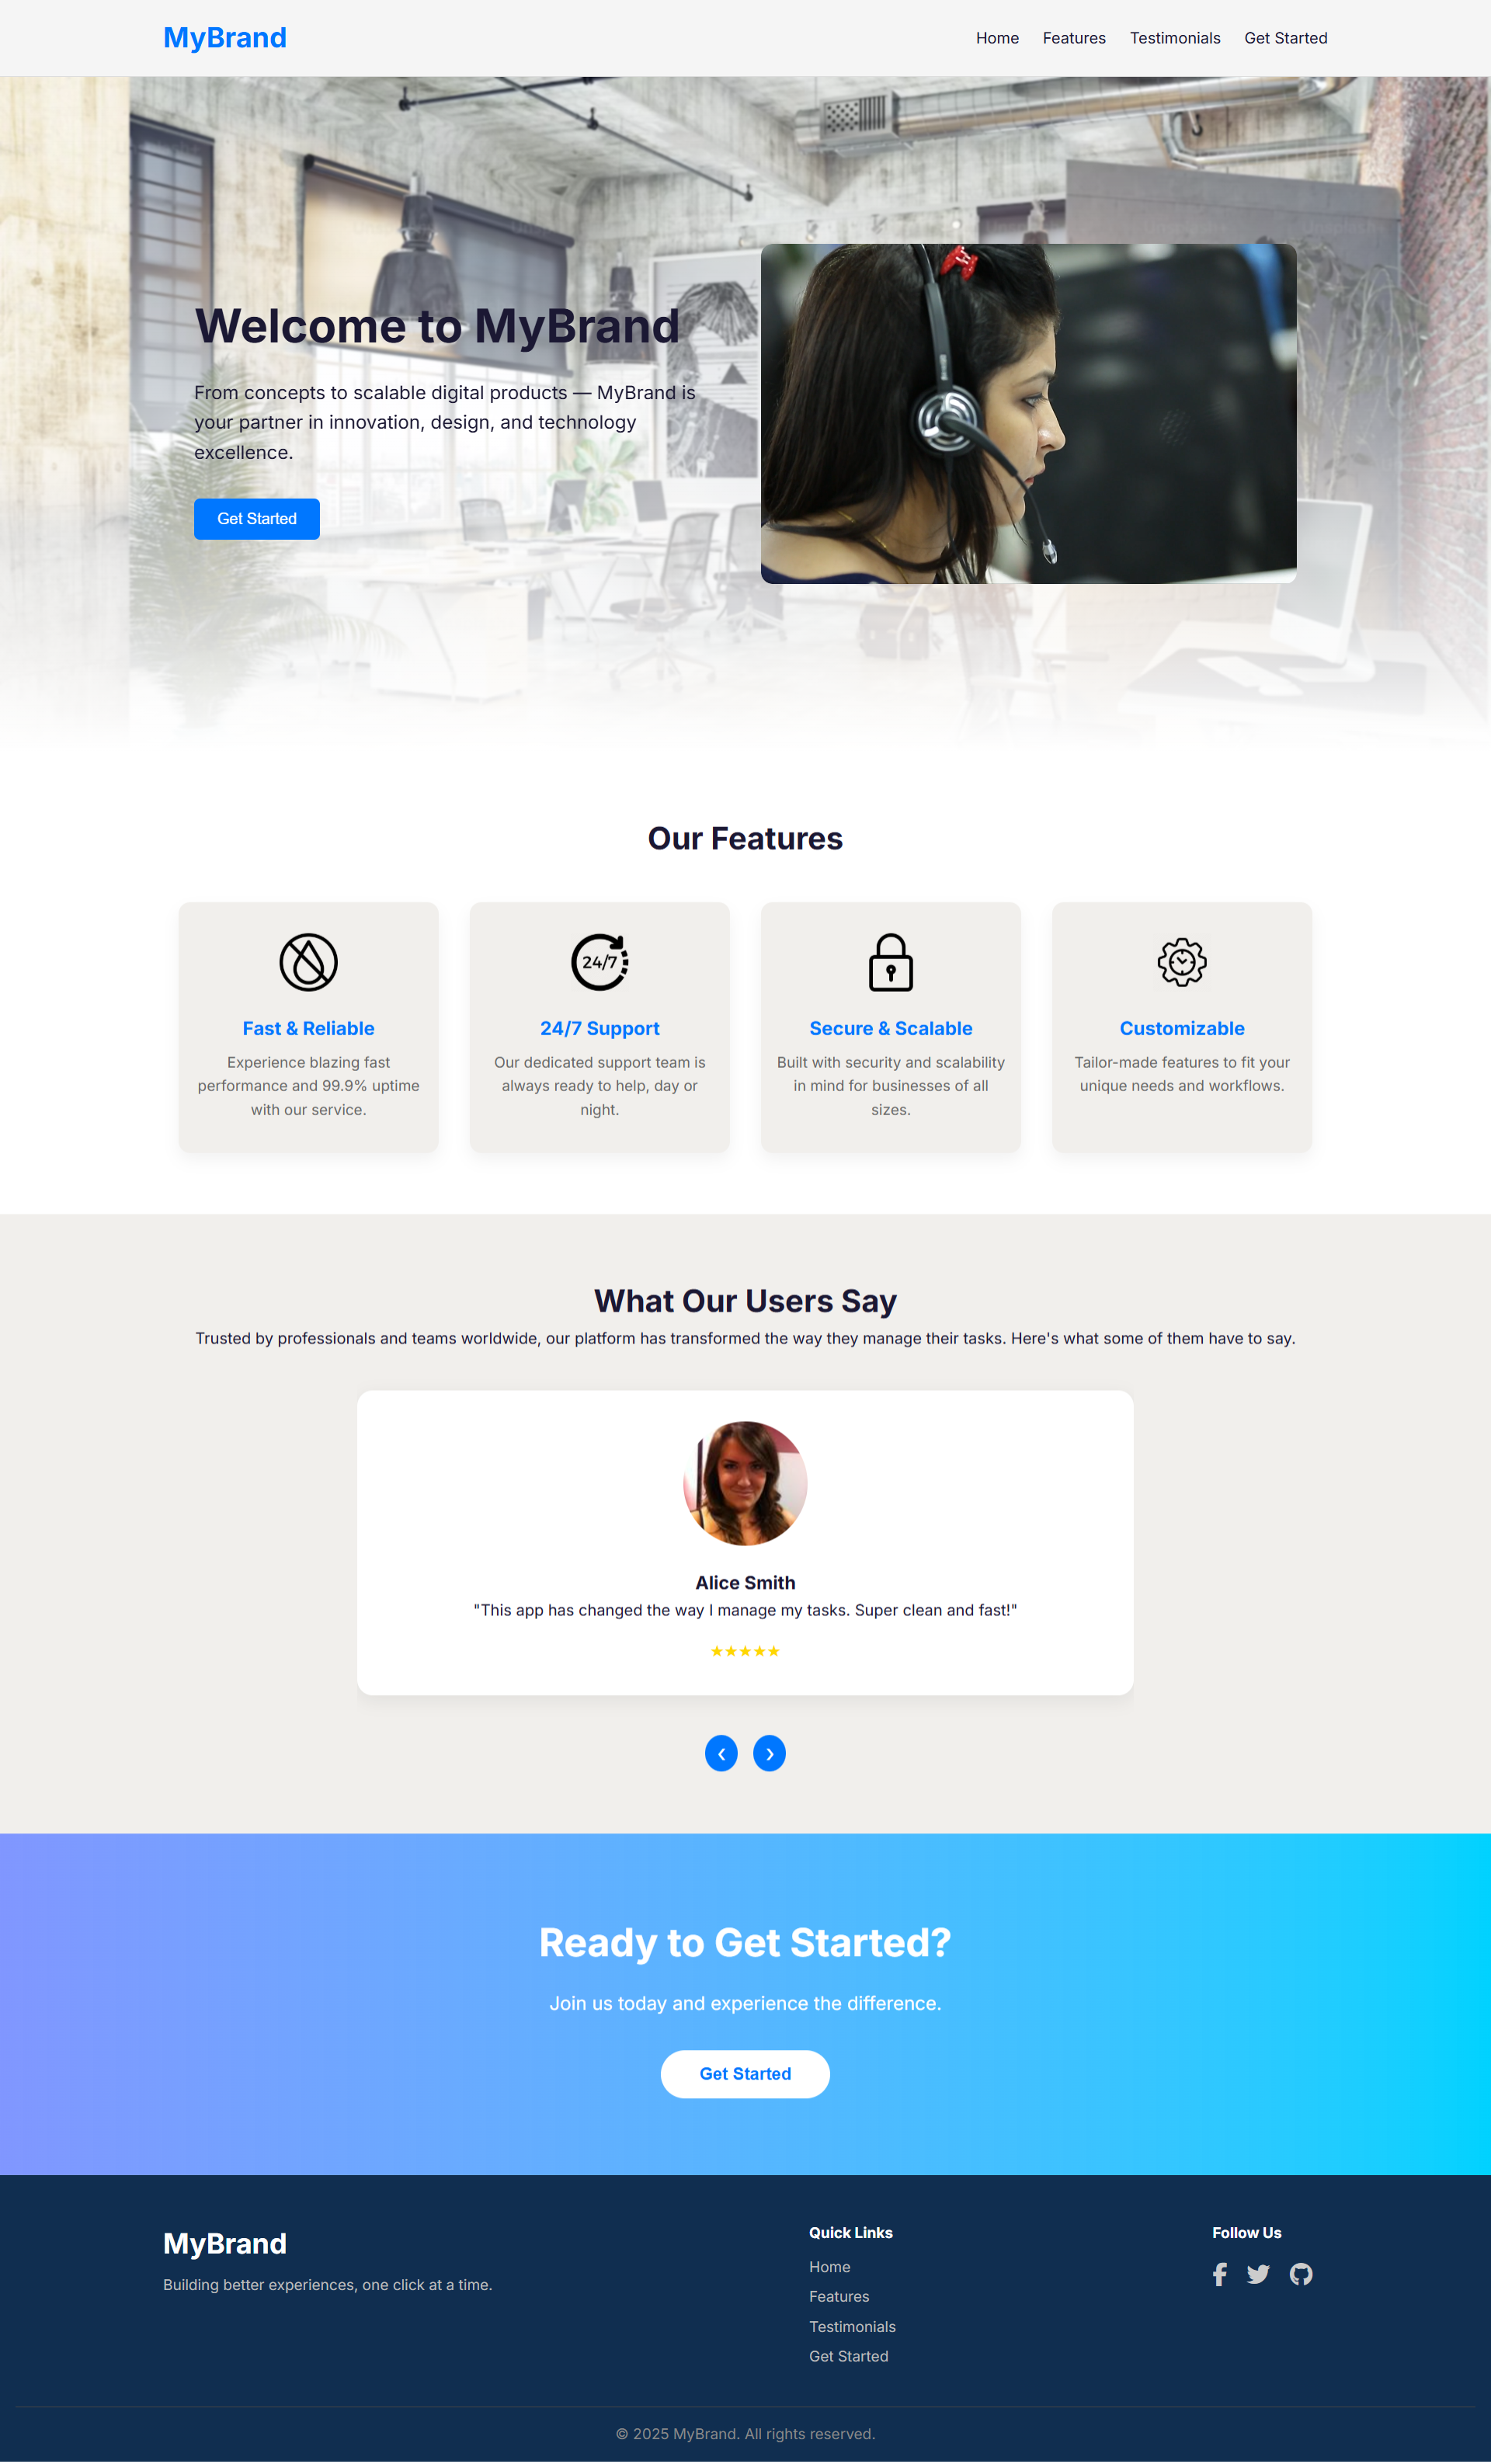 MyBrand
Home Features Testimonials Get Started
Welcome to MyBrand
From concepts to scalable digital products — MyBrand is
your partner in innovation, design, and technology
excellence.
Get Started
Our Features
24/7
Fast & Reliable
Experience blazing fast
performance and 99.9% uptime
with our service.
24/7 Support
Our dedicated support team is
always ready to help, day or
night.
Secure & Scalable
Built with security and scalability
in mind for businesses of all
sizes.
Customizable
Tailor-made features to fit your
unique needs and workflows.
What Our Users Say
Trusted by professionals and teams worldwide, our platform has transformed the way they manage their tasks. Here's what some of them have to say.
Alice Smith
"This app has changed the way I manage my tasks. Super clean and fast!"
★★★★★
‹ ›
Ready to Get Started?
Join us today and experience the difference.
Get Started
MyBrand
Building better experiences, one click at a time.
Quick Links
Home
Features
Testimonials
Get Started
Follow Us
© 2025 MyBrand. All rights reserved.